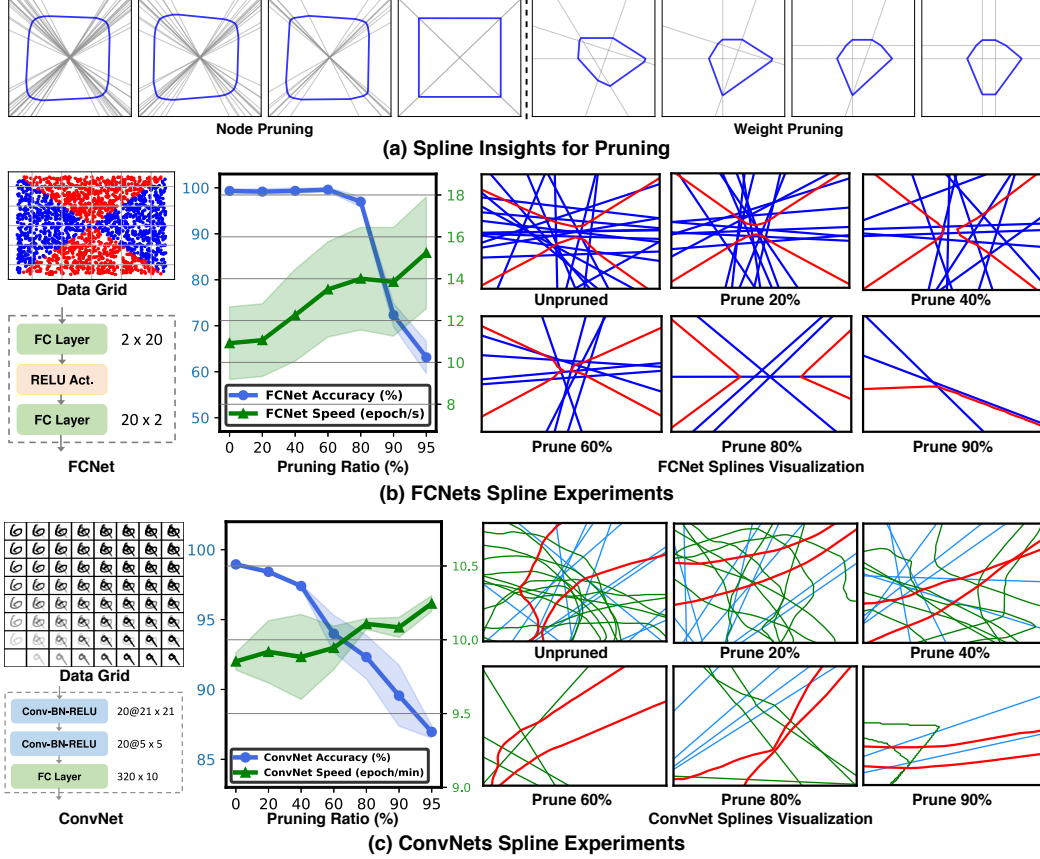 Node Pruning
Weight Pruning
(a) Spline Insights for Pruning
Data Grid
FC Layer 2 x 20
RELU Act.
FC Layer 20 x 2
FCNet
100
90
80
70
60
50
18
16
14
12
10
8
FCNet Accuracy (%)
FCNet Speed (epoch/s)
0 20 40 60 80 90 95
Pruning Ratio (%)
Unpruned
Prune 20%
Prune 40%
Prune 60%
Prune 80%
Prune 90%
FCNet Splines Visualization
(b) FCNets Spline Experiments
Data Grid
Conv-BN-RELU 20@21 x 21
Conv-BN-RELU 20@5 x 5
FC Layer 320 x 10
ConvNet
100
95
90
85
10.5
10.0
9.5
9.0
ConvNet Accuracy (%)
ConvNet Speed (epoch/min)
0 20 40 60 80 90 95
Pruning Ratio (%)
Unpruned
Prune 20%
Prune 40%
Prune 60%
Prune 80%
Prune 90%
ConvNet Splines Visualization
(c) ConvNets Spline Experiments